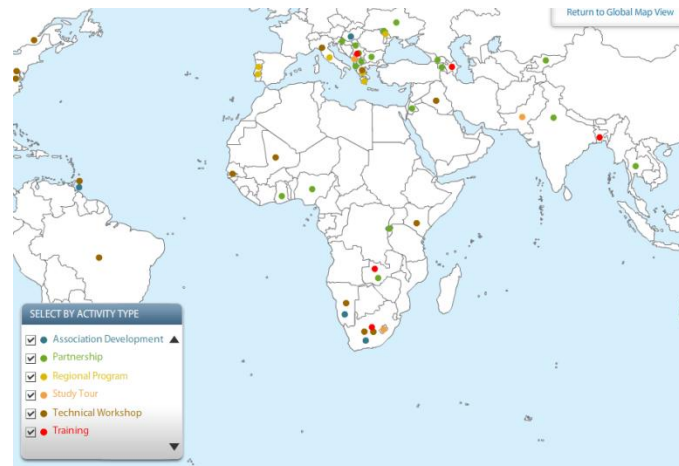 Return to Global Map View
SELECT BY ACTIVITY TYPE
Association Development
Partnership
Regional Program
Study Tour
Technical Workshop
Training